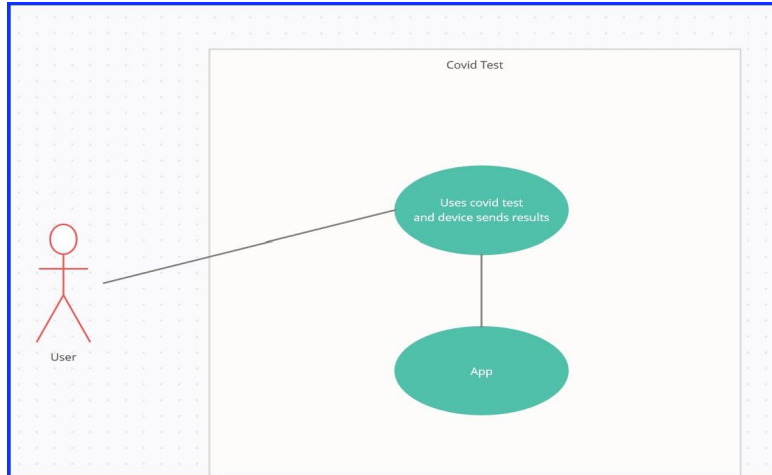 Covid Test
Uses covid test
and device sends results
User
App